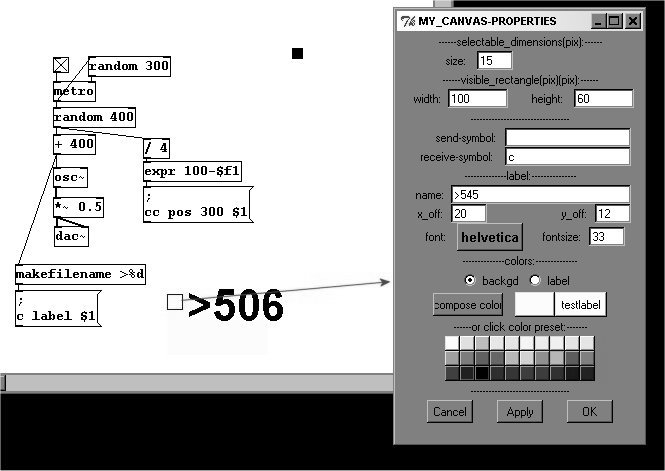 random 300
metro
random 400
+ 400
/ 4
osc~
expr 100-$f1
*~ 0.5
;
cc pos 300 $1
dac~
makefilename >%d
;
c label $1
>506
MY_CANVAS-PROPERTIES
------selectable_dimensions(pix):------
size: 15
------visible_rectangle(pix)(pix):------
width: 100 height: 60
send-symbol:
receive-symbol: c
label:
name: >545
x_off: 20 y_off: 12
font: helvetica fontsize: 33
colors:
backgd label
compose color testlabel
------or click color preset:------
Cancel Apply OK